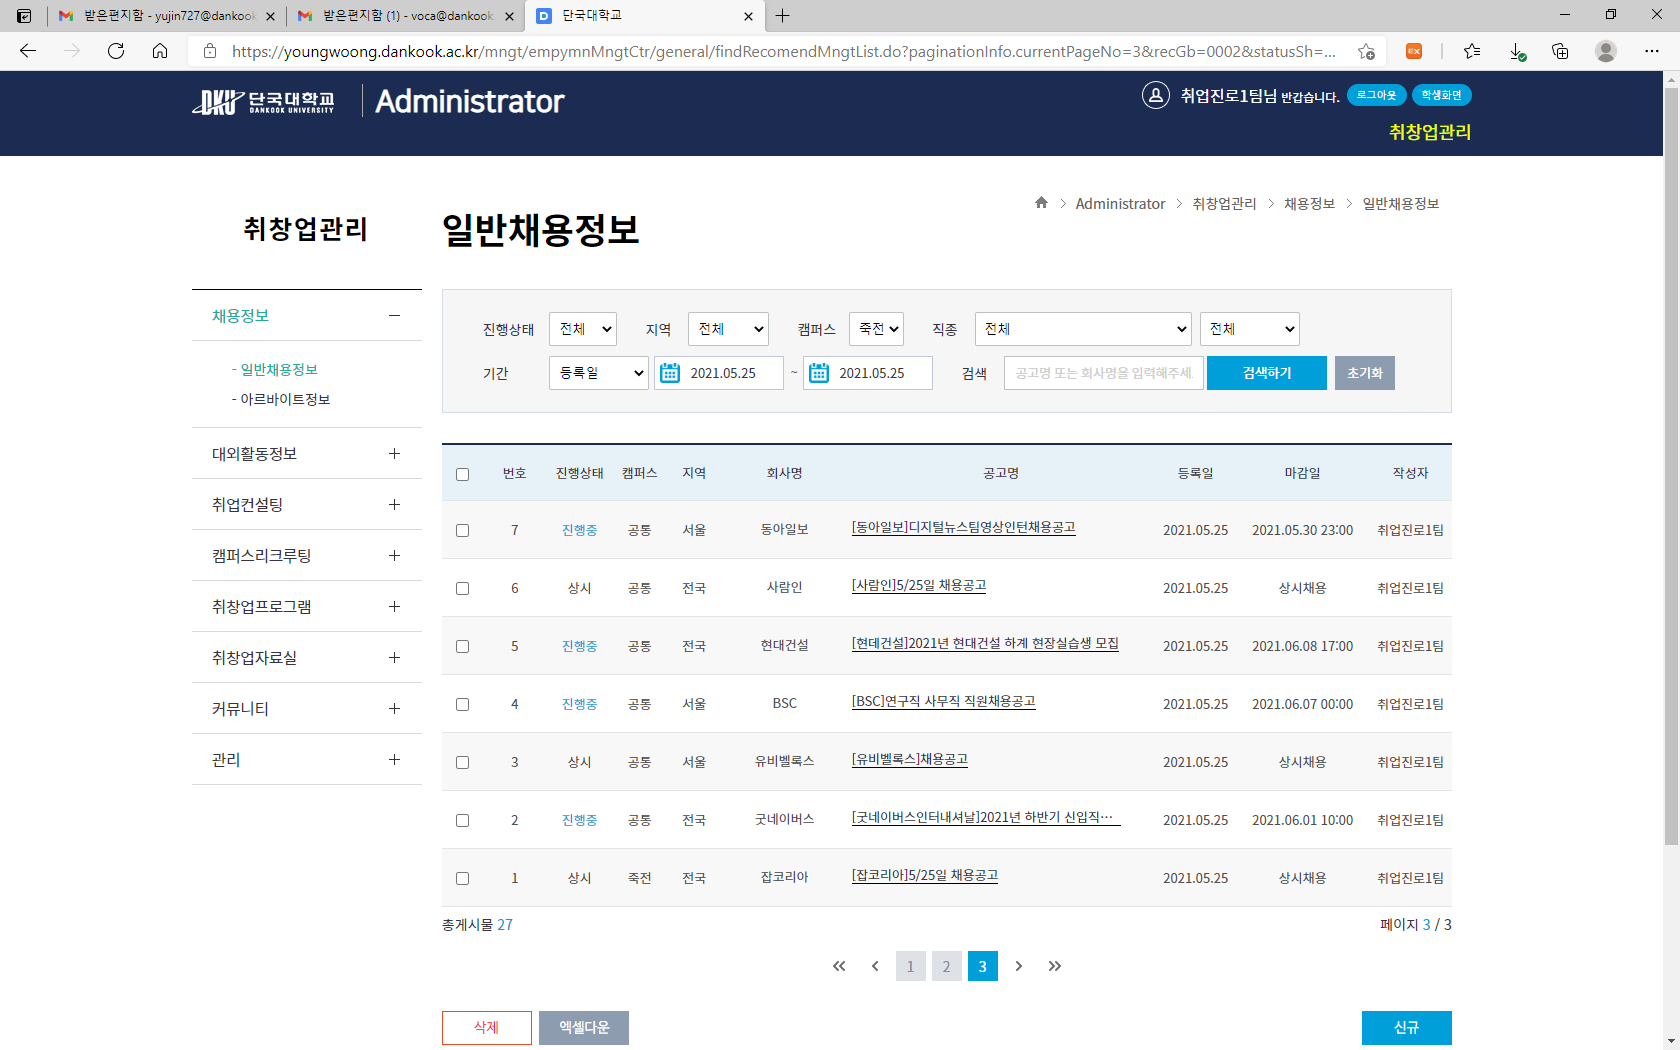 받은편지함 - yujin727@dankook
받은편지함 (1) - voca@dankook.
단국대학교
https://youngwoong.dankook.ac.kr/mngt/empymnMngtCtr/general/findRecomendMngtList.do?paginationInfo.currentPageNo=3&recGb=0002&statusSh=...
DKU 단국대학교 DANKOOK UNIVERSITY
Administrator
취업진로1팀님 반갑습니다. 로그아웃 학생화면
취창업관리
Administrator > 취창업관리 > 채용정보 > 일반채용정보
취창업관리
일반채용정보
채용정보
- 일반채용정보
- 아르바이트정보
대외활동정보
취업컨설팅
캠퍼스리크루팅
취창업프로그램
취창업자료실
커뮤니티
관리
진행상태 전체 지역 전체 캠퍼스 죽전 직종 전체 전체
기간 등록일 2021.05.25 ~ 2021.05.25 검색 공고명 또는 회사명을 입력해주세. 검색하기 초기화
번호 진행상태 캠퍼스 지역 회사명 공고명 등록일 마감일 작성자
7 진행중 공통 서울 동아일보 [동아일보]디지털뉴스팀영상인턴채용공고 2021.05.25 2021.05.30 23:00 취업진로1팀
6 상시 공통 전국 사람인 [사람인]5/25일 채용공고 2021.05.25 상시채용 취업진로1팀
5 진행중 공통 전국 현대건설 [현데건설]2021년 현대건설 하계 현장실습생 모집 2021.05.25 2021.06.08 17:00 취업진로1팀
4 진행중 공통 서울 BSC [BSC]연구직 사무직 직원채용공고 2021.05.25 2021.06.07 00:00 취업진로1팀
3 상시 공통 서울 유비벨록스 [유비벨록스]채용공고 2021.05.25 상시채용 취업진로1팀
2 진행중 공통 전국 굿네이버스 [굿네이버스인터내셔날]2021년 하반기 신입직… 2021.05.25 2021.06.01 10:00 취업진로1팀
1 상시 죽전 전국 잡코리아 [잡코리아]5/25일 채용공고 2021.05.25 상시채용 취업진로1팀
총게시물 27
페이지 3 / 3
1 2 3
삭제 엑셀다운 신규